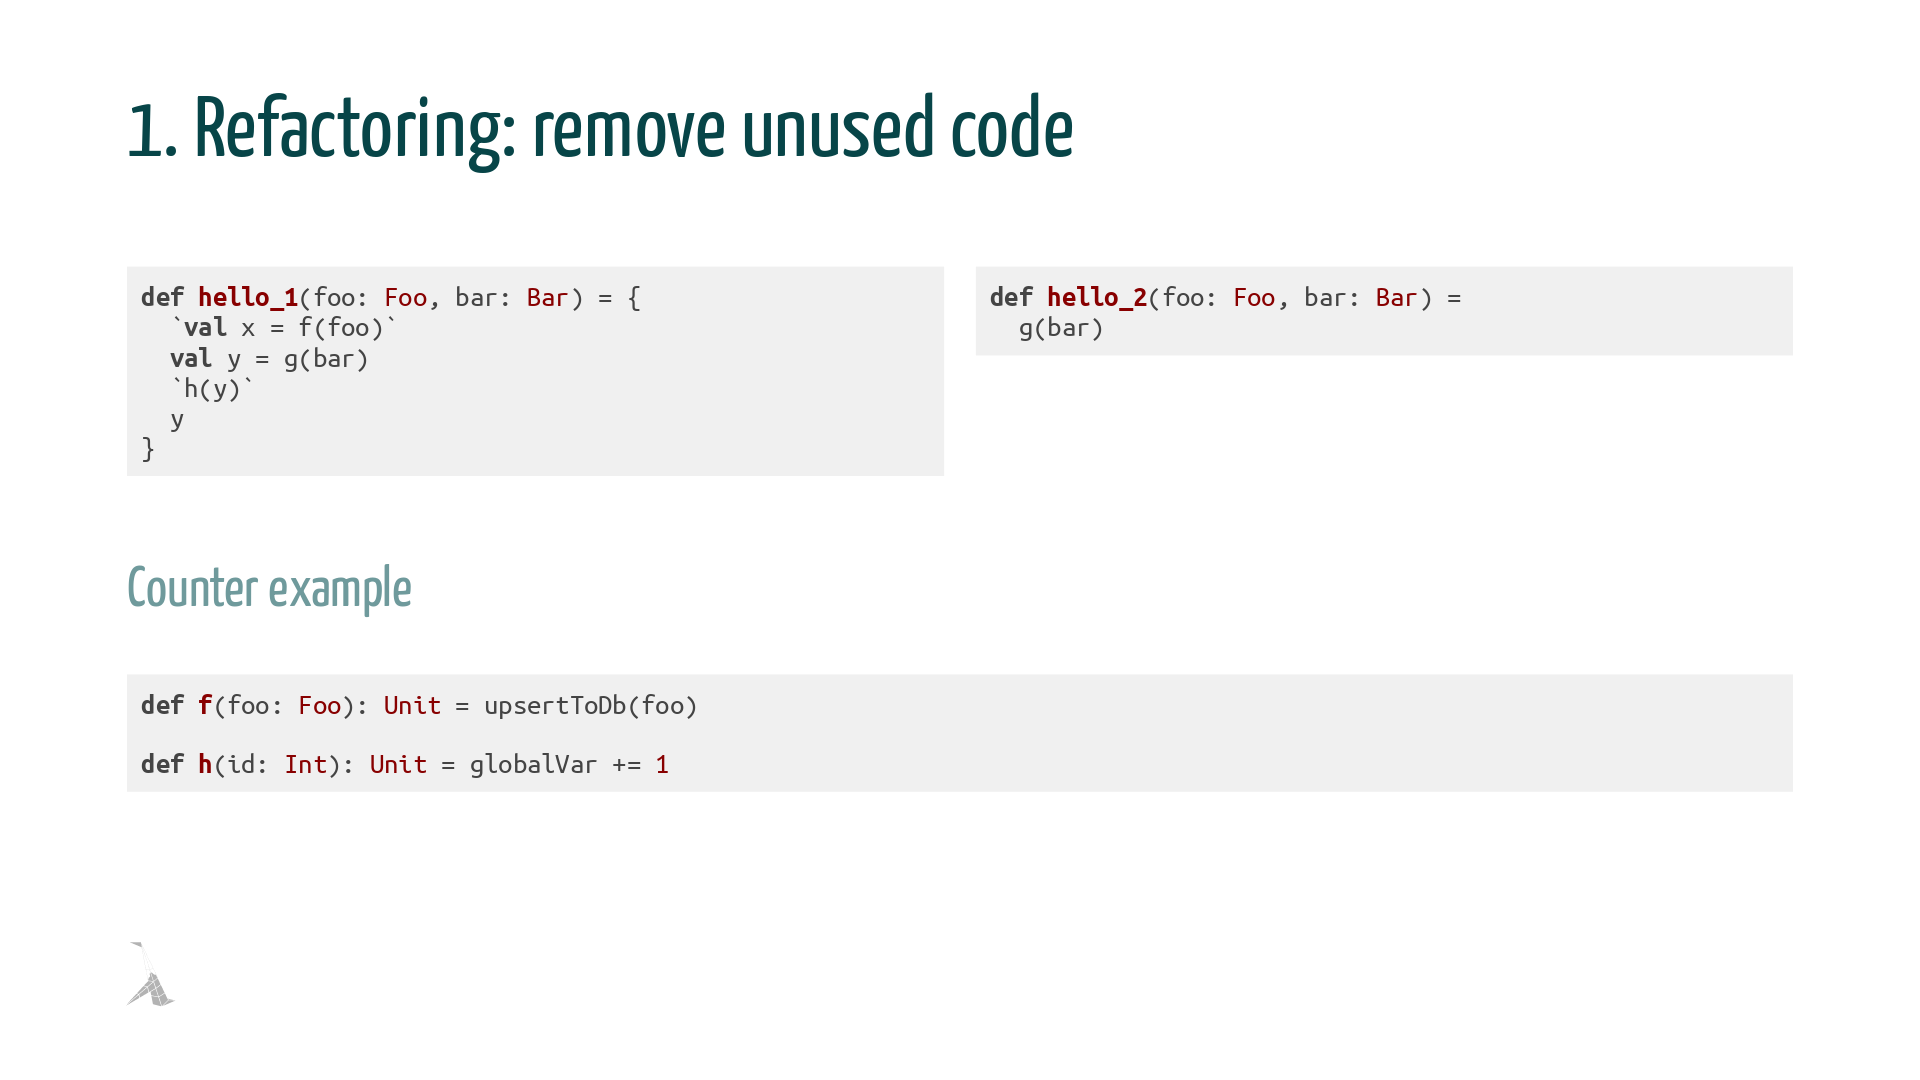 1. Refactoring: remove unused code
def hello_1(foo: Foo, bar: Bar) = {
  `val x = f(foo)`
  val y = g(bar)
  `h(y)`
  y
}
def hello_2(foo: Foo, bar: Bar) =
  g(bar)
Counter example
def f(foo: Foo): Unit = upsertToDb(foo)
def h(id: Int): Unit = globalVar += 1